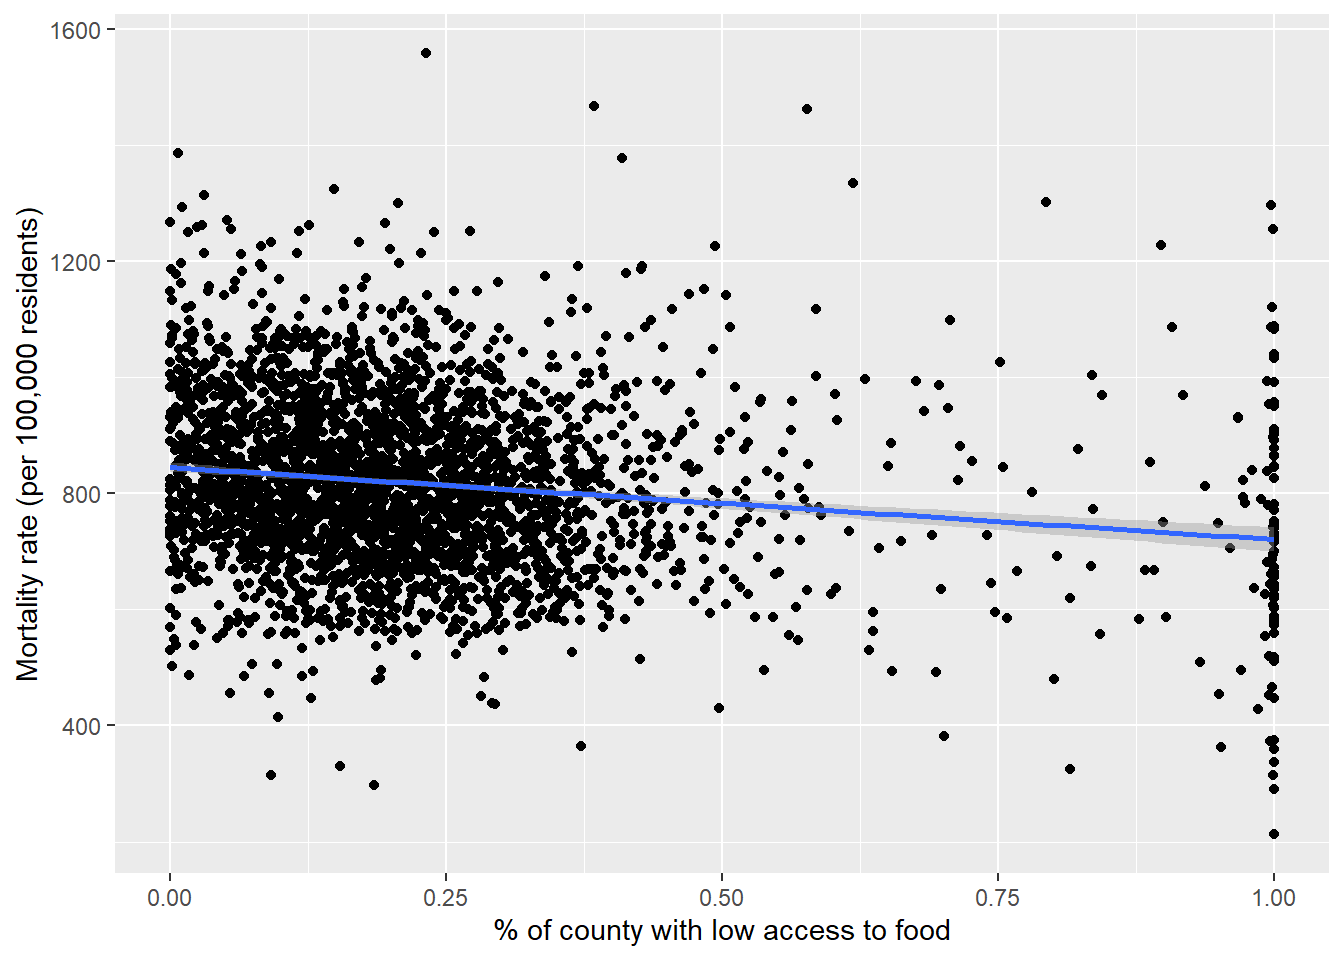 1600
1200
800
400
Mortality rate (per 100,000 residents)
0.00 0.25 0.50 0.75 1.00
% of county with low access to food